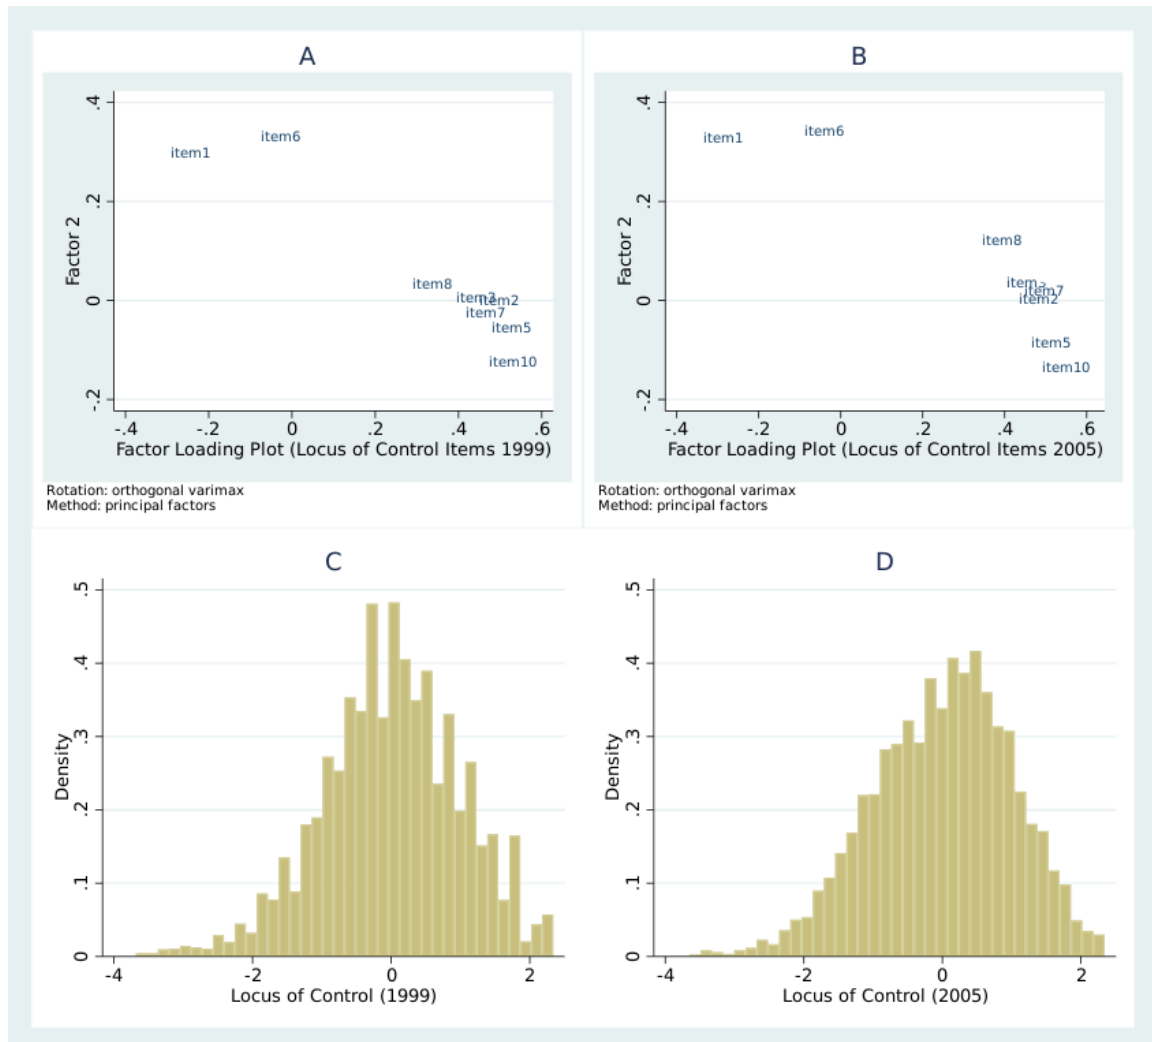 A
.4
.2
0
-.2
Factor 2
item1
item6
item8
item3
item2
item7
item5
item10
-.4 -.2 0 .2 .4 .6
Factor Loading Plot (Locus of Control Items 1999)
Rotation: orthogonal varimax
Method: principal factors
B
.4
.2
0
-.2
Factor 2
item1
item6
item8
item3
item7
item2
item5
item10
-.4 -.2 0 .2 .4 .6
Factor Loading Plot (Locus of Control Items 2005)
Rotation: orthogonal varimax
Method: principal factors
C
.5
.4
.3
.2
.1
0
Density
-4 -2 0 2
Locus of Control (1999)
D
.5
.4
.3
.2
.1
0
Density
-4 -2 0 2
Locus of Control (2005)